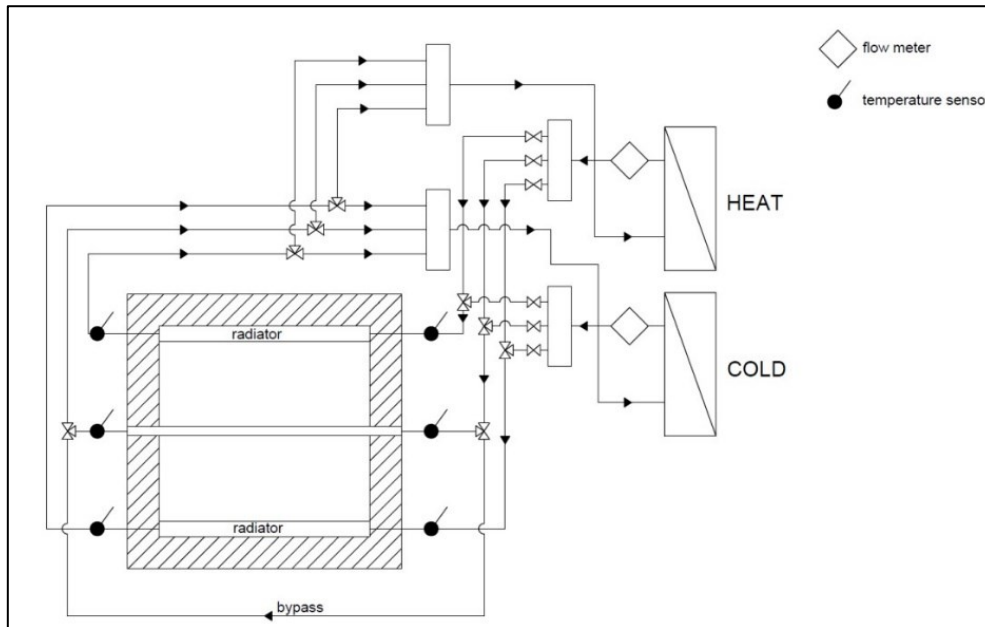 flow meter
temperature senso
HEAT
radiator
COLD
radiator
bypass